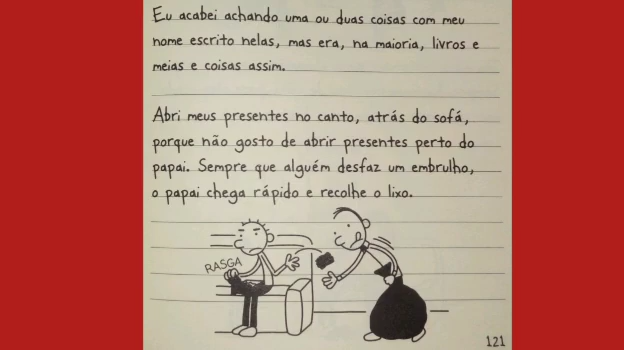 Eu acabei achando uma ou duas coisas com meu
nome escrito nelas, mas era, na maioria, livros e
meias e coisas assim.
Abri meus presentes no canto, atrás do sofá,
porque não gosto de abrir presentes perto do
papai. Sempre que alguém desfaz um embrulho,
o papai chega rápido e recolhe o lixo.
RASGA
121